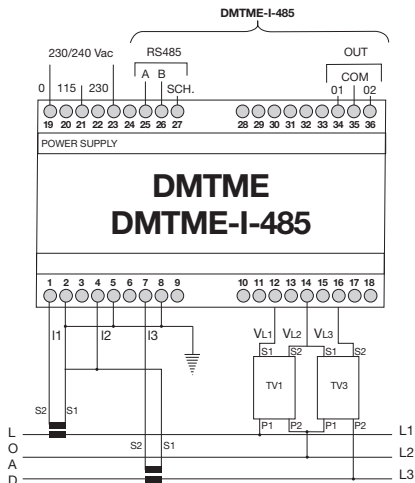 DMTME-I-485
230/240 Vac RS485 OUT
A B COM
0 115 230 SCH. 01 02
19 20 21 22 23 24 25 26 27 28 29 30 31 32 33 34 35 36
POWER SUPPLY
DMTME
DMTME-I-485
1 2 3 4 5 6 7 8 9 10 11 12 13 14 15 16 17 18
I1 I2 I3 VL1 VL2 VL3
S1 S2 S1 S2
TV1 TV3
S2 S1 P1 P2 P1 P2
L L1
S2 S1
O L2
A
D L3